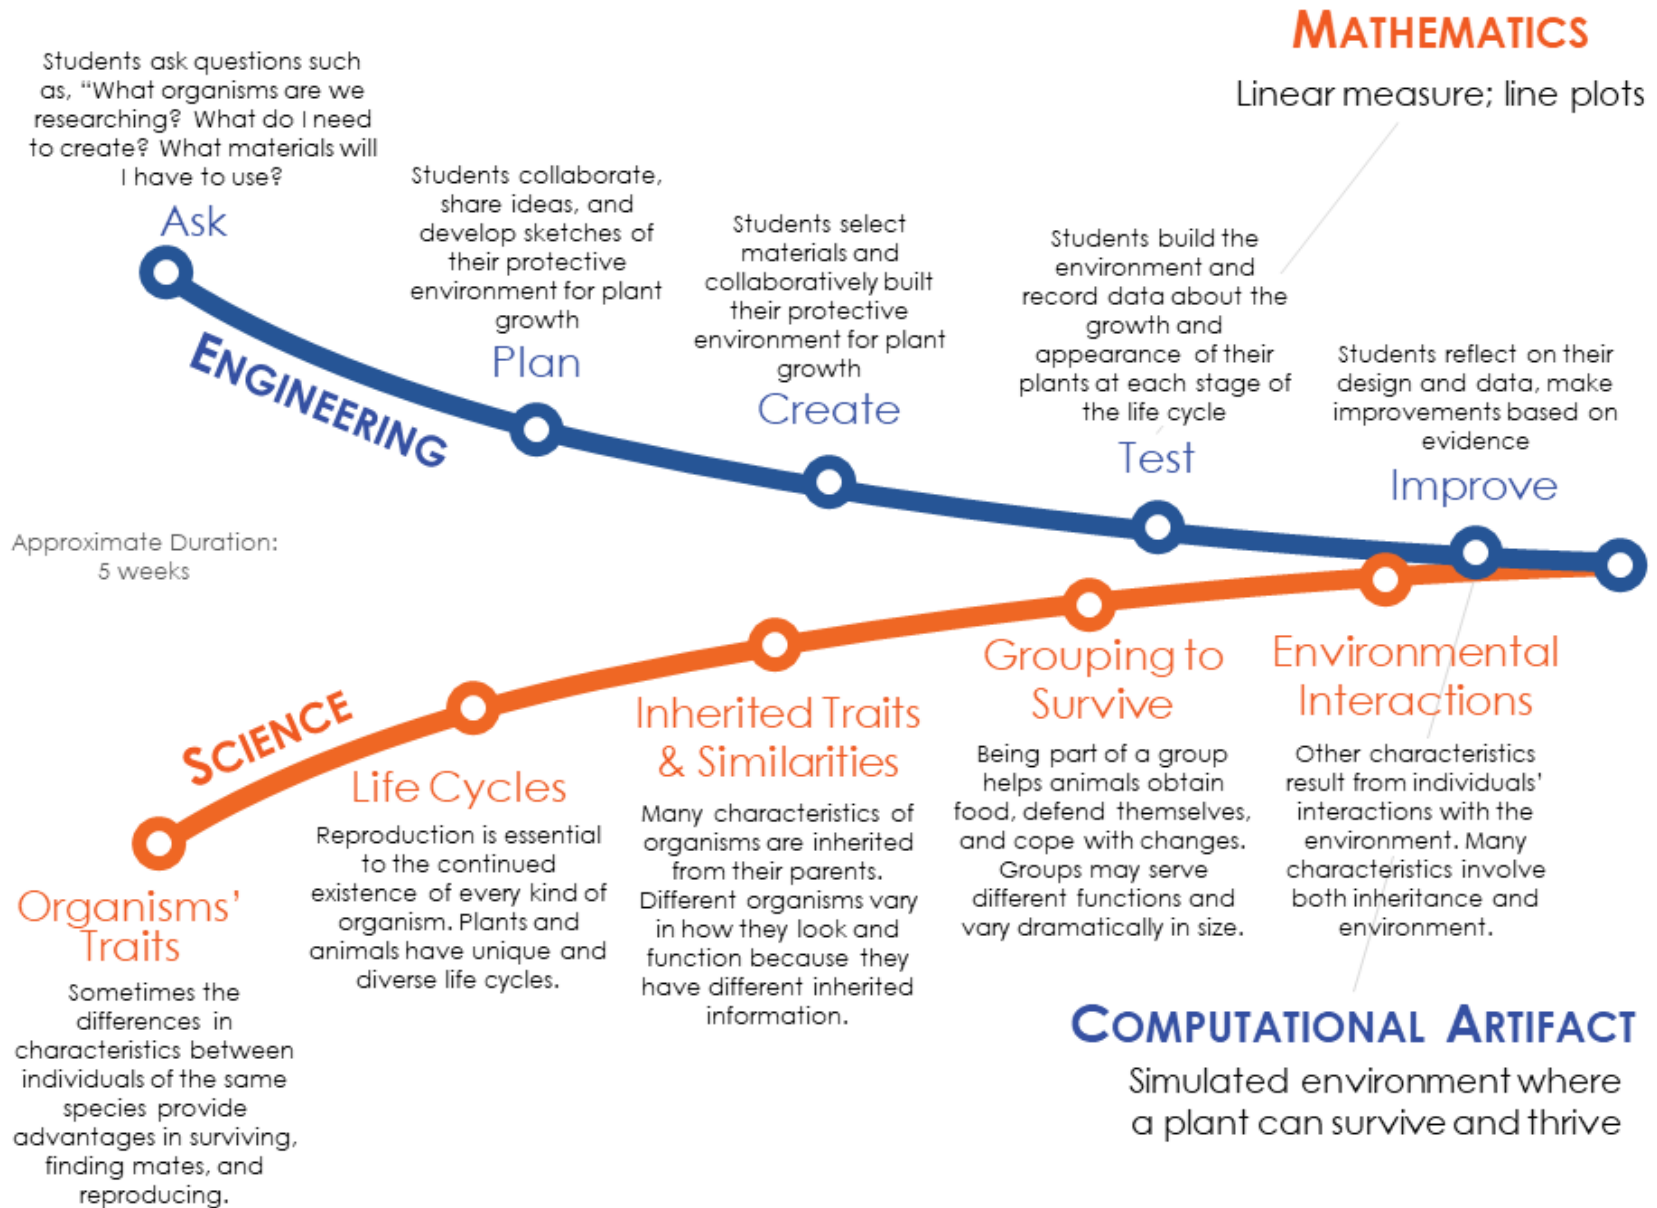 MATHEMATICS
Linear measure; line plots
Students ask questions such
as, “What organisms are we
researching? What do I need
to create? What materials will
I have to use?
Ask
Students collaborate,
share ideas, and
develop sketches of
their protective
environment for plant
growth
Plan
Students select
materials and
collaboratively built
their protective
environment for plant
growth
Create
Students build the
environment and
record data about the
growth and
appearance of their
plants at each stage of
the life cycle
Test
Students reflect on their
design and data, make
improvements based on
evidence
Improve
ENGINEERING
Approximate Duration:
5 weeks
SCIENCE
Organisms’
Traits
Sometimes the
differences in
characteristics between
individuals of the same
species provide
advantages in surviving,
finding mates, and
reproducing.
Life Cycles
Reproduction is essential
to the continued
existence of every kind of
organism. Plants and
animals have unique and
diverse life cycles.
Inherited Traits
& Similarities
Many characteristics of
organisms are inherited
from their parents.
Different organisms vary
in how they look and
function because they
have different inherited
information.
Grouping to
Survive
Being part of a group
helps animals obtain
food, defend themselves,
and cope with changes.
Groups may serve
different functions and
vary dramatically in size.
Environmental
Interactions
Other characteristics
result from individuals’
interactions with the
environment. Many
characteristics involve
both inheritance and
environment.
COMPUTATIONAL ARTIFACT
Simulated environment where
a plant can survive and thrive